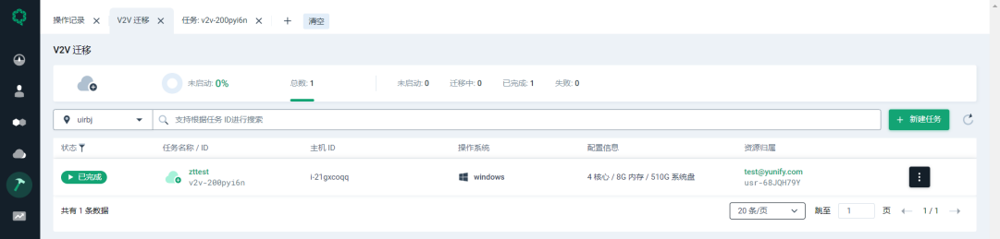 操作记录 V2V 迁移 任务: v2v-200pyi6n 清空
V2V 迁移
未启动: 0% 总数: 1 未启动: 0 迁移中: 0 已完成: 1 失败: 0
uirbj 支持根据任务 ID进行搜索 新建任务
状态 任务名称 / ID 主机 ID 操作系统 配置信息 资源归属
已完成 zttest i-21gxcoqq windows 4 核心 / 8G 内存 / 510G 系统盘 test@yunify.com
v2v-200pyi6n usr-68JQH79Y
共有 1 条数据 20 条/页 跳至 1 页 1 / 1